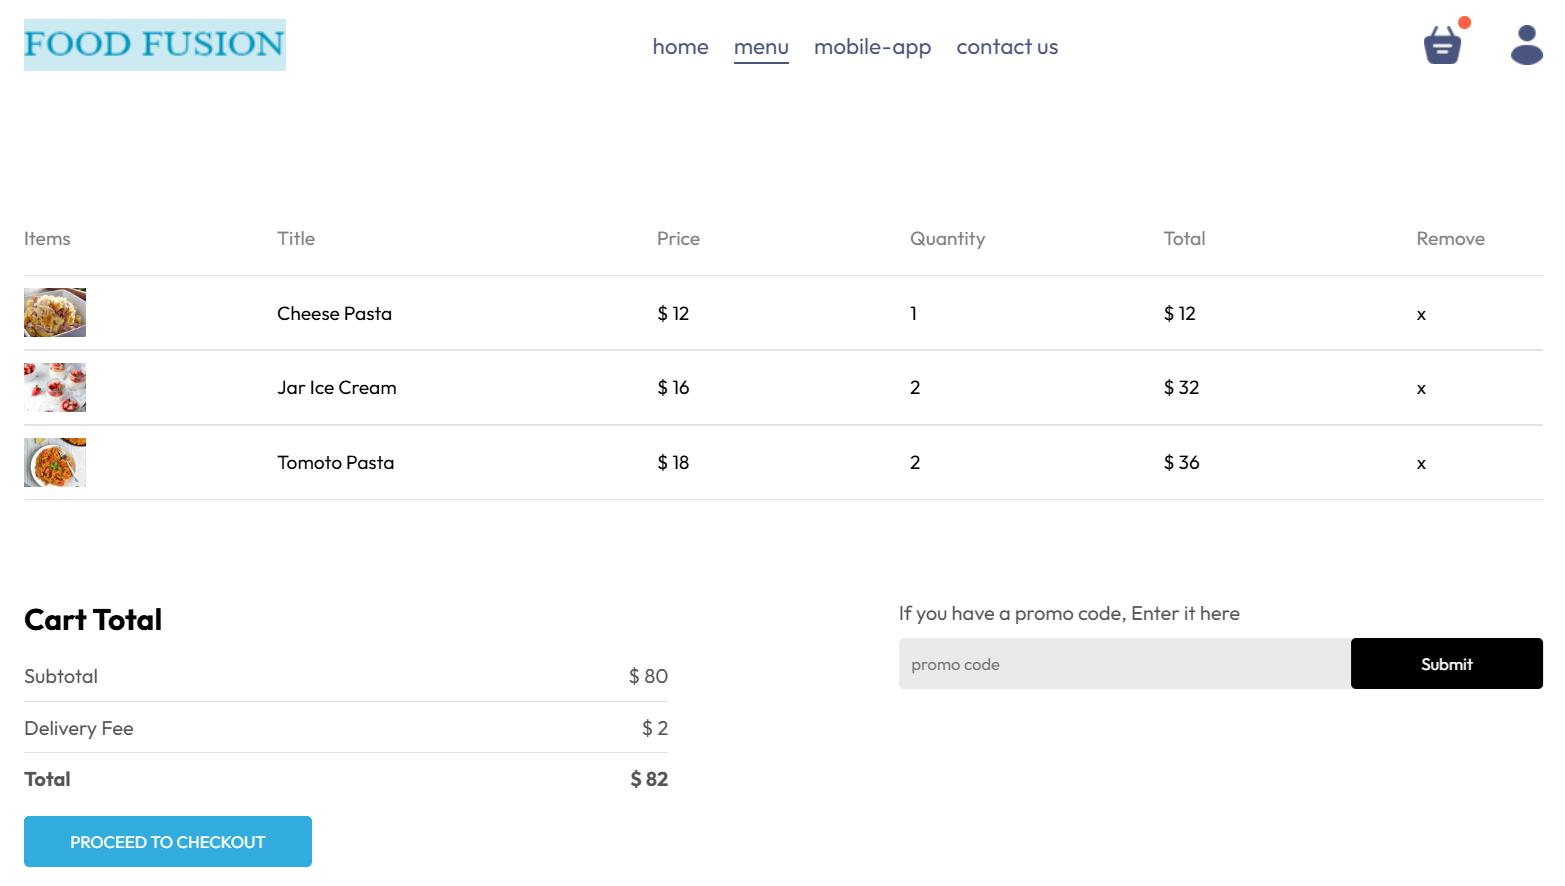 FOOD FUSION
home menu mobile-app contact us
Items Title Price Quantity Total Remove
Cheese Pasta $ 12 1 $ 12 x
Jar Ice Cream $ 16 2 $ 32 x
Tomoto Pasta $ 18 2 $ 36 x
Cart Total
Subtotal $ 80
Delivery Fee $ 2
Total $ 82
PROCEED TO CHECKOUT
If you have a promo code, Enter it here
promo code Submit